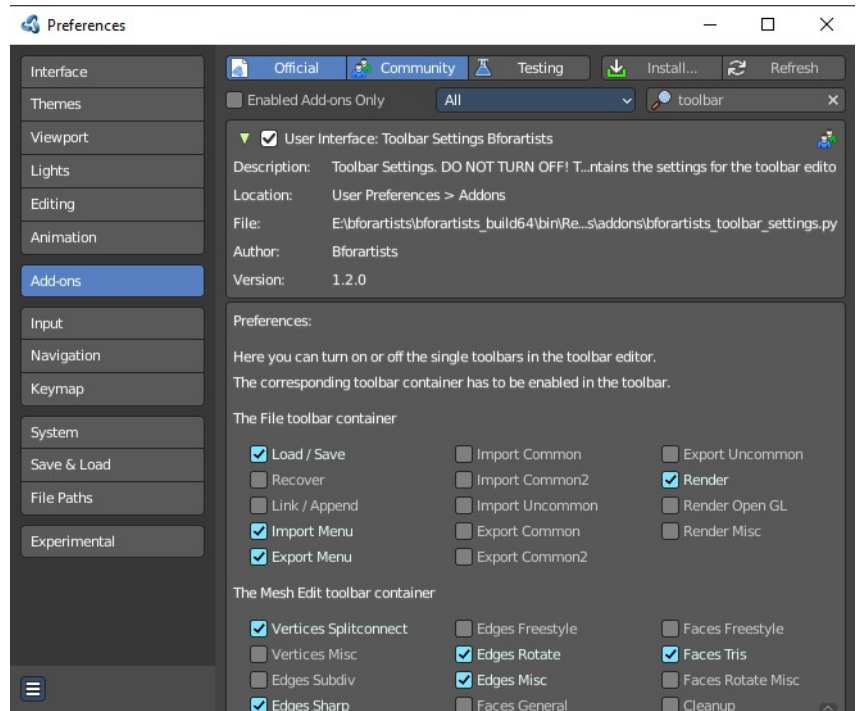 Preferences
Interface
Themes
Viewport
Lights
Editing
Animation
Add-ons
Input
Navigation
Keymap
System
Save & Load
File Paths
Experimental
Official Community Testing Install... Refresh
Enabled Add-ons Only All toolbar
User Interface: Toolbar Settings Bforartists
Description: Toolbar Settings. DO NOT TURN OFF! T...ntains the settings for the toolbar edito
Location: User Preferences > Addons
File: E:\bforartists\bforartists_build64\bin\Re...s\addons\bforartists_toolbar_settings.py
Author: Bforartists
Version: 1.2.0
Preferences:
Here you can turn on or off the single toolbars in the toolbar editor.
The corresponding toolbar container has to be enabled in the toolbar.
The File toolbar container
Load / Save Import Common Export Uncommon
Recover Import Common2 Render
Link / Append Import Uncommon Render Open GL
Import Menu Export Common Render Misc
Export Menu Export Common2
The Mesh Edit toolbar container
Vertices Splitconnect Edges Freestyle Faces Freestyle
Vertices Misc Edges Rotate Faces Tris
Edges Subdiv Edges Misc Faces Rotate Misc
Edges Sharp Faces General Cleanup